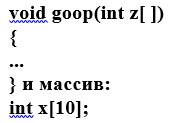 void goop(int z[ ])
{
...
} и массив:
int x[10];